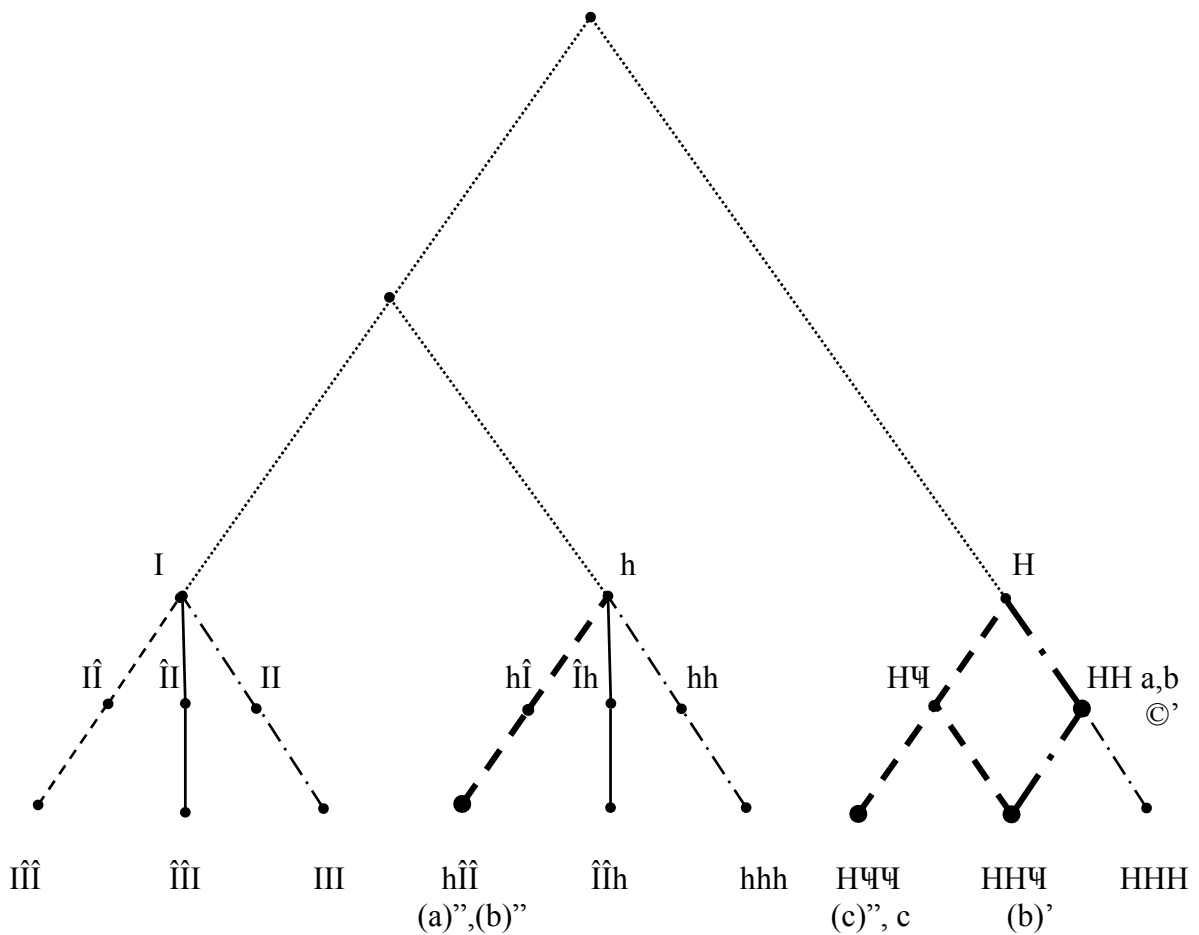 I h H
IÎ ÎI II hÎ Îh hh HЧ HH a,b
©’
IÎÎ ÎÎI III hÎÎ ÎÎh hhh HЧЧ HHЧ HHH
(a)”,(b)” (c)”, c (b)’